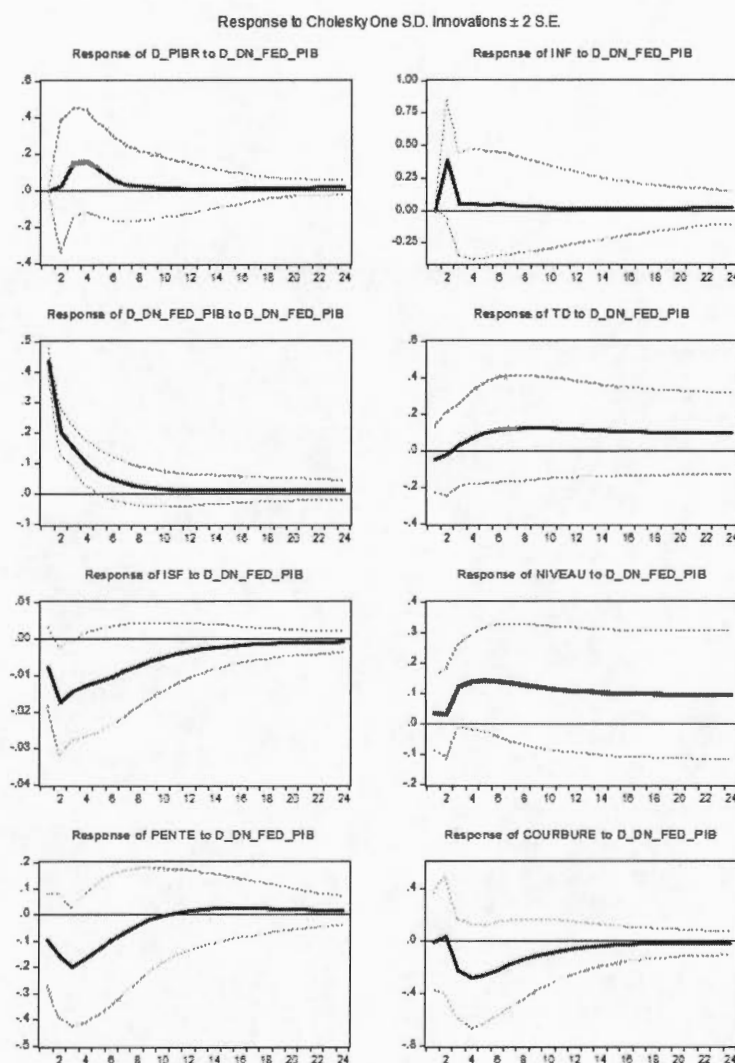 Response to Cholesky One S.D. Innovations ± 2 S.E.
Response of D_PIBR to D_DN_FED_PIB
.6
.4
.2
.0
-.2
-.4
2 4 6 8 10 12 14 16 18 20 22 24
Response of INF to D_DN_FED_PIB
1.00
0.75
0.50
0.25
0.00
-0.25
2 4 6 8 10 12 14 16 18 20 22 24
Response of D_DN_FED_PIB to D_DN_FED_PIB
.5
.4
.3
.2
.1
.0
-.1
2 4 6 8 10 12 14 16 18 20 22 24
Response of TD to D_DN_FED_PIB
.6
.4
.2
.0
-.2
-.4
2 4 6 8 10 12 14 16 18 20 22 24
Response of ISF to D_DN_FED_PIB
.01
.00
-.01
-.02
-.03
-.04
2 4 6 8 10 12 14 16 18 20 22 24
Response of NIVEAU to D_DN_FED_PIB
.4
.3
.2
.1
.0
-.1
-.2
2 4 6 8 10 12 14 16 18 20 22 24
Response of PENTE to D_DN_FED_PIB
.2
.1
.0
-.1
-.2
-.3
-.4
-.5
2 4 6 8 10 12 14 16 18 20 22 24
Response of COURBURE to D_DN_FED_PIB
.4
.0
-.4
-.8
2 4 6 8 10 12 14 16 18 20 22 24